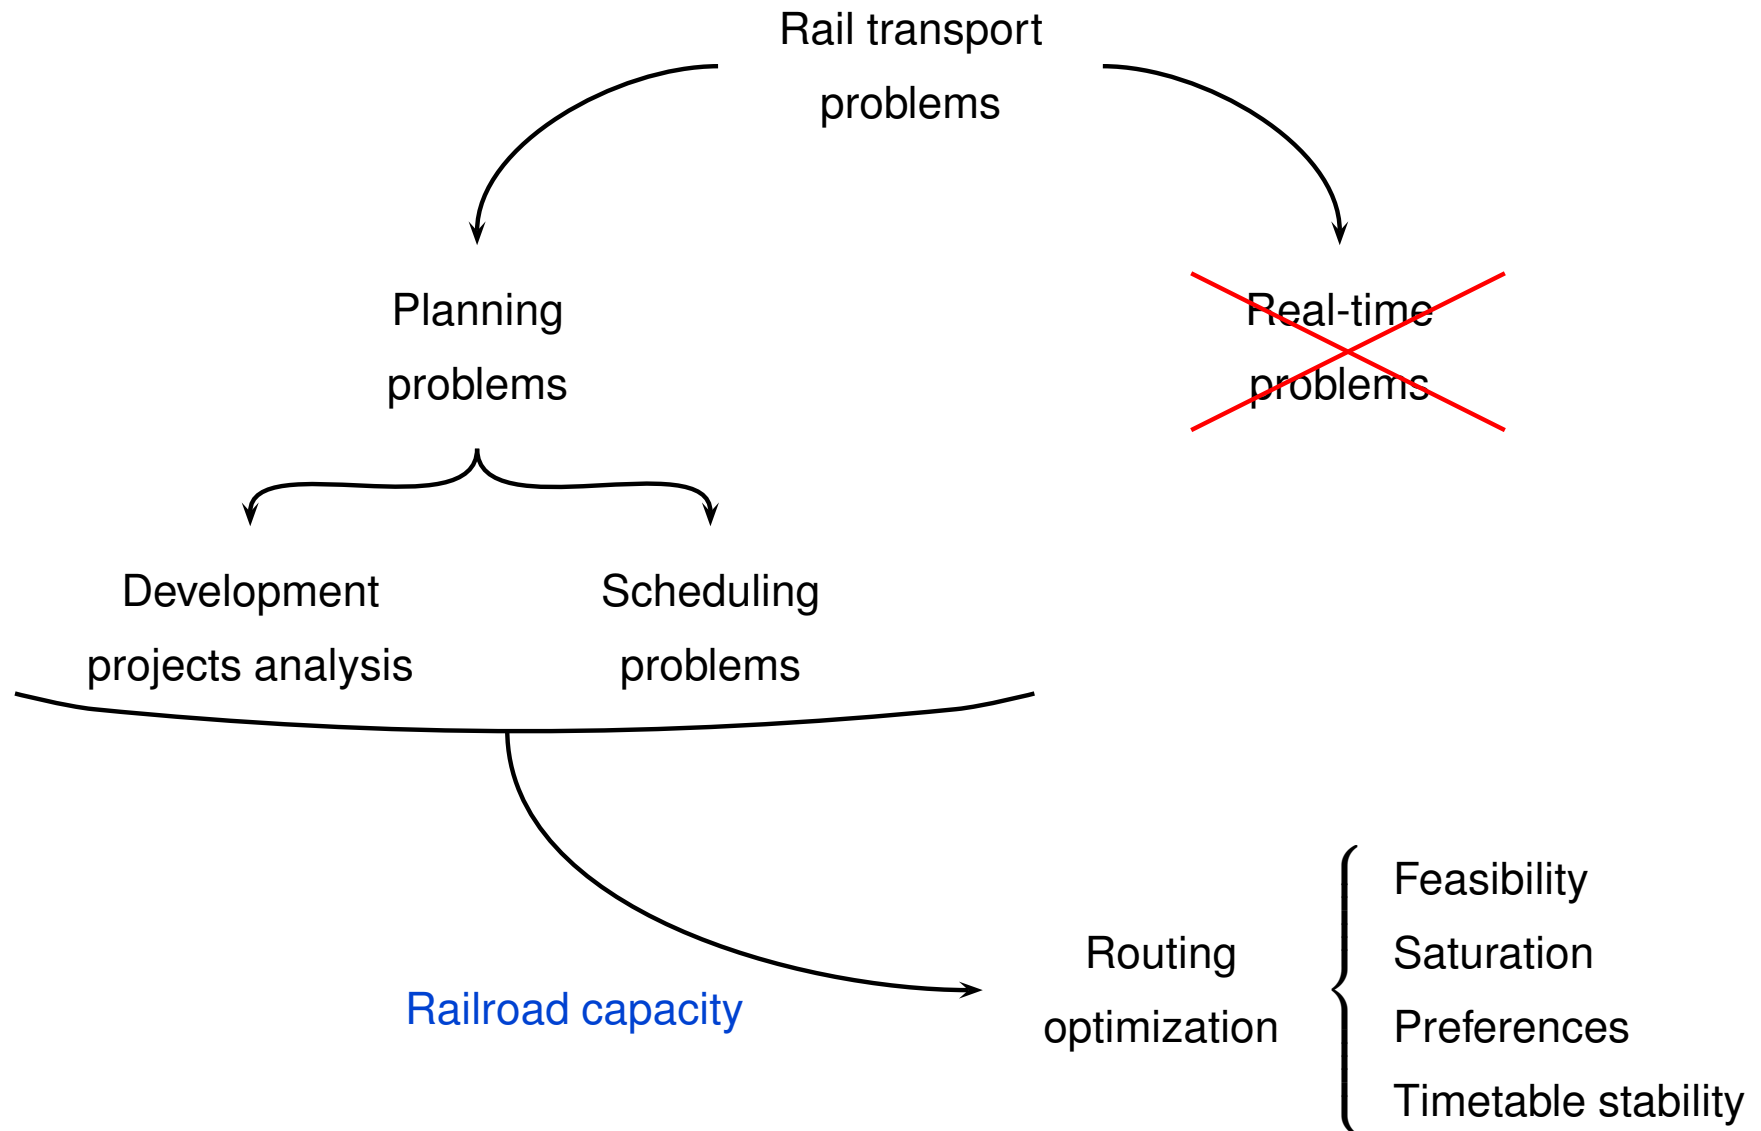 Rail transport
problems
Planning
problems
Real-time
problems
Development
projects analysis
Scheduling
problems
Railroad capacity
Routing
optimization
Feasibility
Saturation
Preferences
Timetable stability